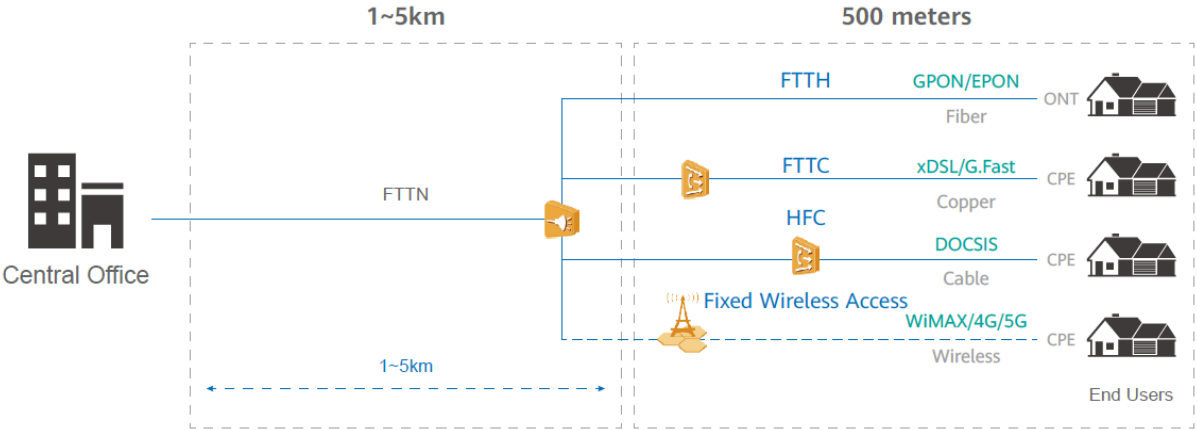 1~5km
500 meters
FTTH
GPON/EPON
ONT
Fiber
FTTC
xDSL/G.Fast
CPE
FTTN
Copper
HFC
DOCSIS
CPE
Central Office
Cable
Fixed Wireless Access
WiMAX/4G/5G
CPE
Wireless
1~5km
End Users